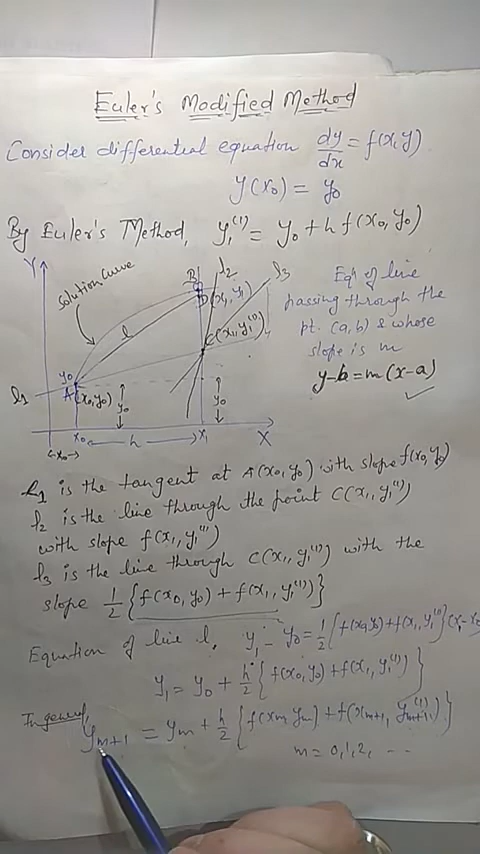 Euler's Modified Method
Consider differential equation dy/dx = f(x,y)
y(x₀) = y₀
By Euler's Method, y₁⁽¹⁾ = y₀ + h f(x₀, y₀)
Y
Solution Curve
l
B
D(x₁, y₁)
l₂
l₃
C(x₁, y₁⁽¹⁾)
Eqⁿ of line
passing through the
pt. (a, b) & whose
slope is m
y-b = m(x-a)
l₁
y₀
A(x₀, y₀)
y₀
y₀
x₀
h
x₁
X
x₀
l₁ is the tangent at A(x₀, y₀) with slope f(x₀, y₀)
l₂ is the line through the point C(x₁, y₁⁽¹⁾)
with slope f(x₁, y₁⁽¹⁾)
l₃ is the line through C(x₁, y₁⁽¹⁾) with the
slope 1/2 {f(x₀, y₀) + f(x₁, y₁⁽¹⁾)}
Equation of line l, y₁ - y₀ = 1/2 [f(x₀,y₀) + f(x₁, y₁⁽¹⁾)] (x₁ - x₀
y₁ = y₀ + h/2 {f(x₀, y₀) + f(x₁, y₁⁽¹⁾)}
In general,
yₘ₊₁ = yₘ + h/2 {f(xₘ, yₘ) + f(xₘ₊₁, yₘ₊₁⁽¹⁾)}
m = 0, 1, 2, ...